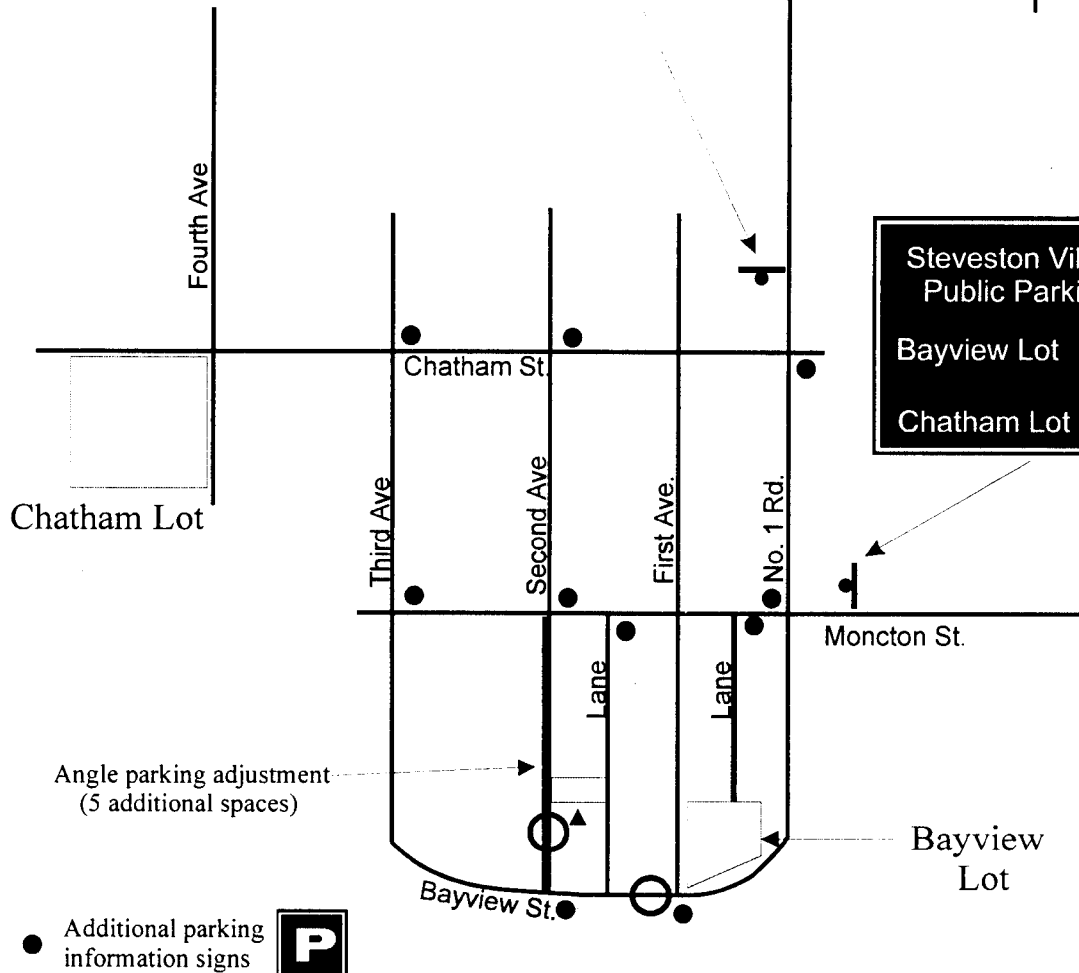 Fourth Ave
Steveston
Public
Bayview Lot
Chatham Lot
Chatham St.
Chatham Lot
Third Ave
Second Ave
First Ave.
No. 1 Rd.
Moncton St.
Lane
Lane
Angle parking adjustment
(5 additional spaces)
Bayview
Lot
Bayview St.
Additional parking
information signs
P